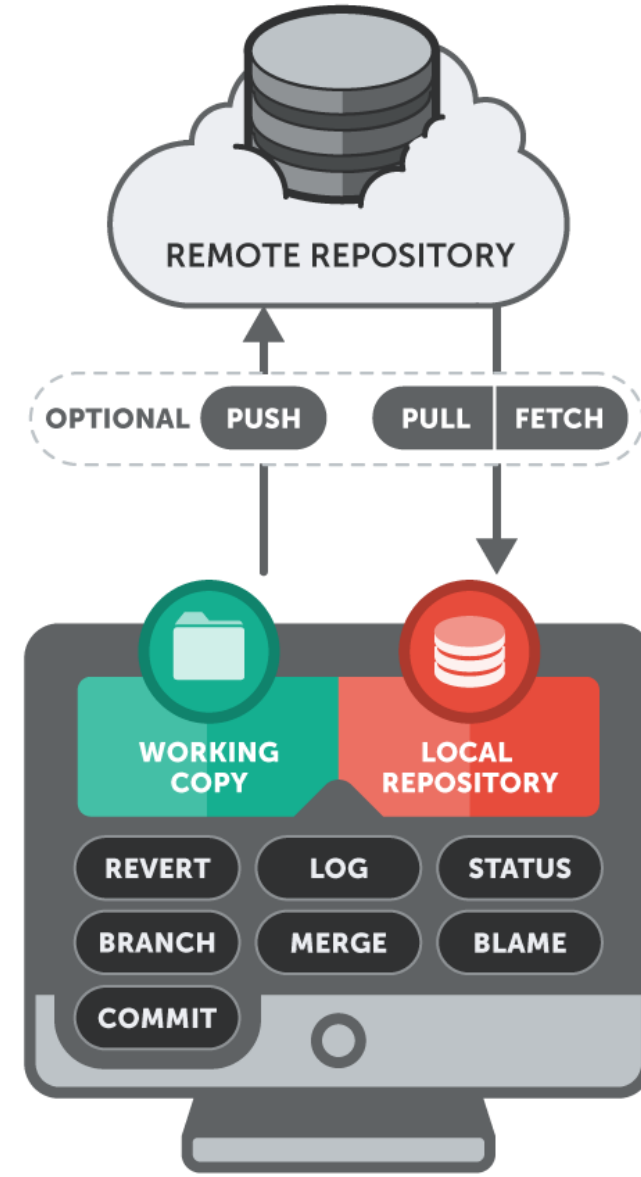 REMOTE REPOSITORY
OPTIONAL PUSH PULL FETCH
WORKING
COPY
LOCAL
REPOSITORY
REVERT LOG STATUS
BRANCH MERGE BLAME
COMMIT